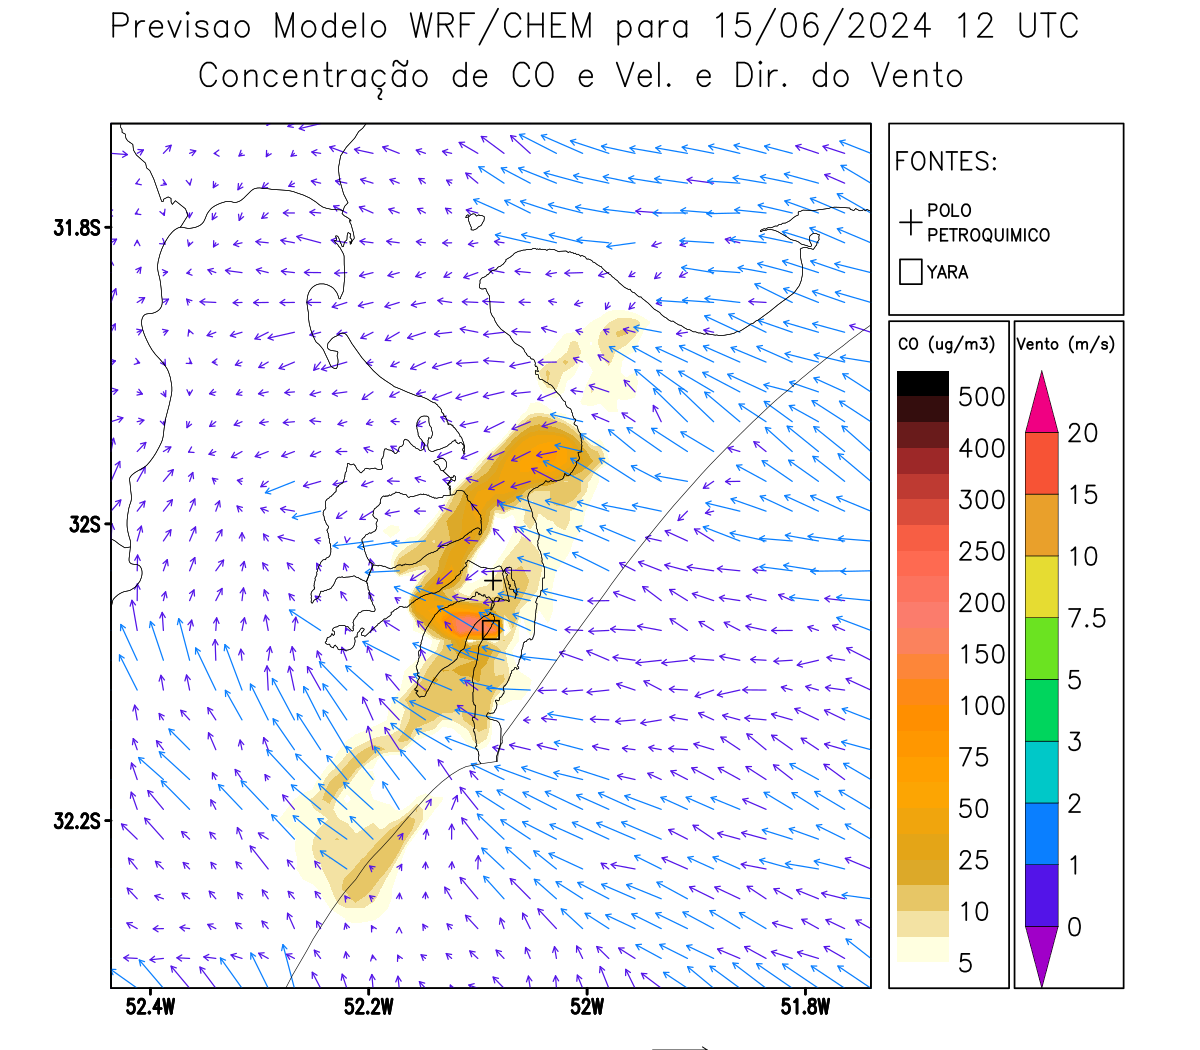 Previsao Modelo WRF/CHEM para 15/06/2024 12 UTC
Concentração de CO e Vel. e Dir. do Vento
FONTES:
POLO
PETROQUIMICO
YARA
CO (ug/m3)
500
400
300
250
200
150
100
75
50
25
10
5
Vento (m/s)
20
15
10
7.5
5
3
2
1
0
31.8S
32S
32.2S
52.4W
52.2W
52W
51.8W